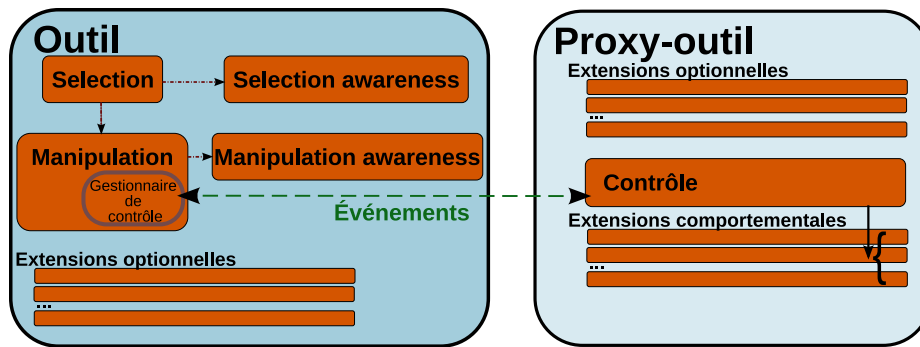 Outil
Selection
Selection awareness
Manipulation
Manipulation awareness
Gestionnaire
de
contrôle
Événements
Extensions optionnelles
...
Proxy-outil
Extensions optionnelles
...
Contrôle
Extensions comportementales
{
...